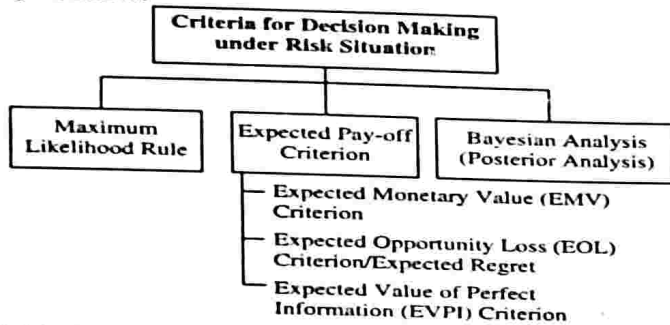 Criteria for Decision Making
under Risk Situation
Maximum
Likelihood Rule
Expected Pay-off
Criterion
Bayesian Analysis
(Posterior Analysis)
Expected Monetary Value (EMV)
Criterion
Expected Opportunity Loss (EOL)
Criterion/Expected Regret
Expected Value of Perfect
Information (EVPI) Criterion